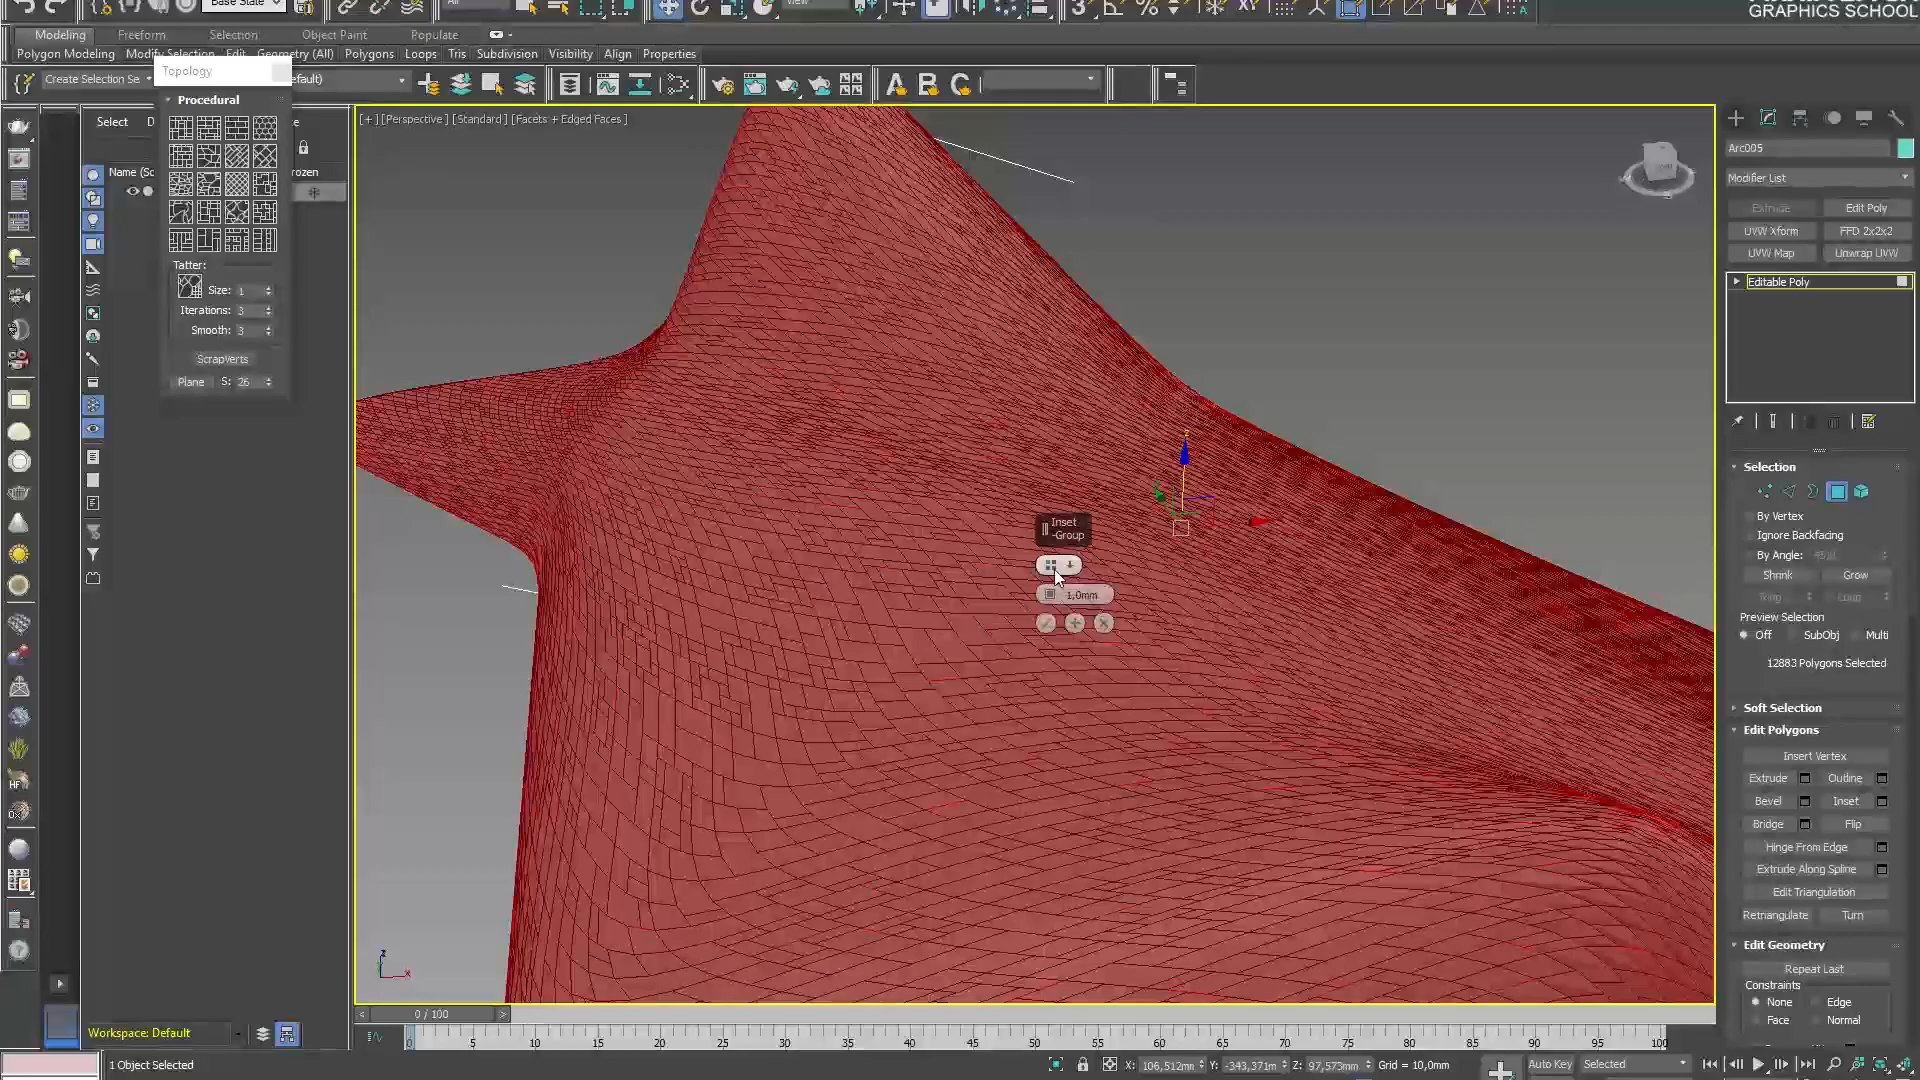 Base State
All
View
GRAPHICS SCHOOL
Modeling
Freeform
Selection
Object Paint
Populate
Polygon Modeling
Modify Selection
Edit
Geometry (All)
Polygons
Loops
Tris
Subdivision
Visibility
Align
Properties
Create Selection Se
Topology
efault)
Procedural
Select
D
e
Name (Sc
rozen
Tatter:
Size: 1
Iterations: 3
Smooth: 3
ScrapVerts
Plane
S: 26
[+] [Perspective] [Standard] [Facets + Edged Faces]
Inset
-Group
1,0mm
Arc005
Modifier List
Extrude
Edit Poly
UVW Xform
FFD 2x2x2
UVW Map
Unwrap UVW
Editable Poly
Selection
By Vertex
Ignore Backfacing
By Angle:
Shrink
Grow
Ring
Loop
Preview Selection
Off
SubObj
Multi
12883 Polygons Selected
Soft Selection
Edit Polygons
Insert Vertex
Extrude
Outline
Bevel
Inset
Bridge
Flip
Hinge From Edge
Extrude Along Spline
Edit Triangulation
Retriangulate
Turn
Edit Geometry
Repeat Last
Constraints
None
Edge
Face
Normal
z
x
0 / 100
Workspace: Default
0 5 10 15 20 25 30 35 40 45 50 55 60 65 70 75 80 85 90 95 100
1 Object Selected
X: 106,512mm
Y: -343,371m
Z: 97,573mm
Grid = 10,0mm
Auto Key
Selected